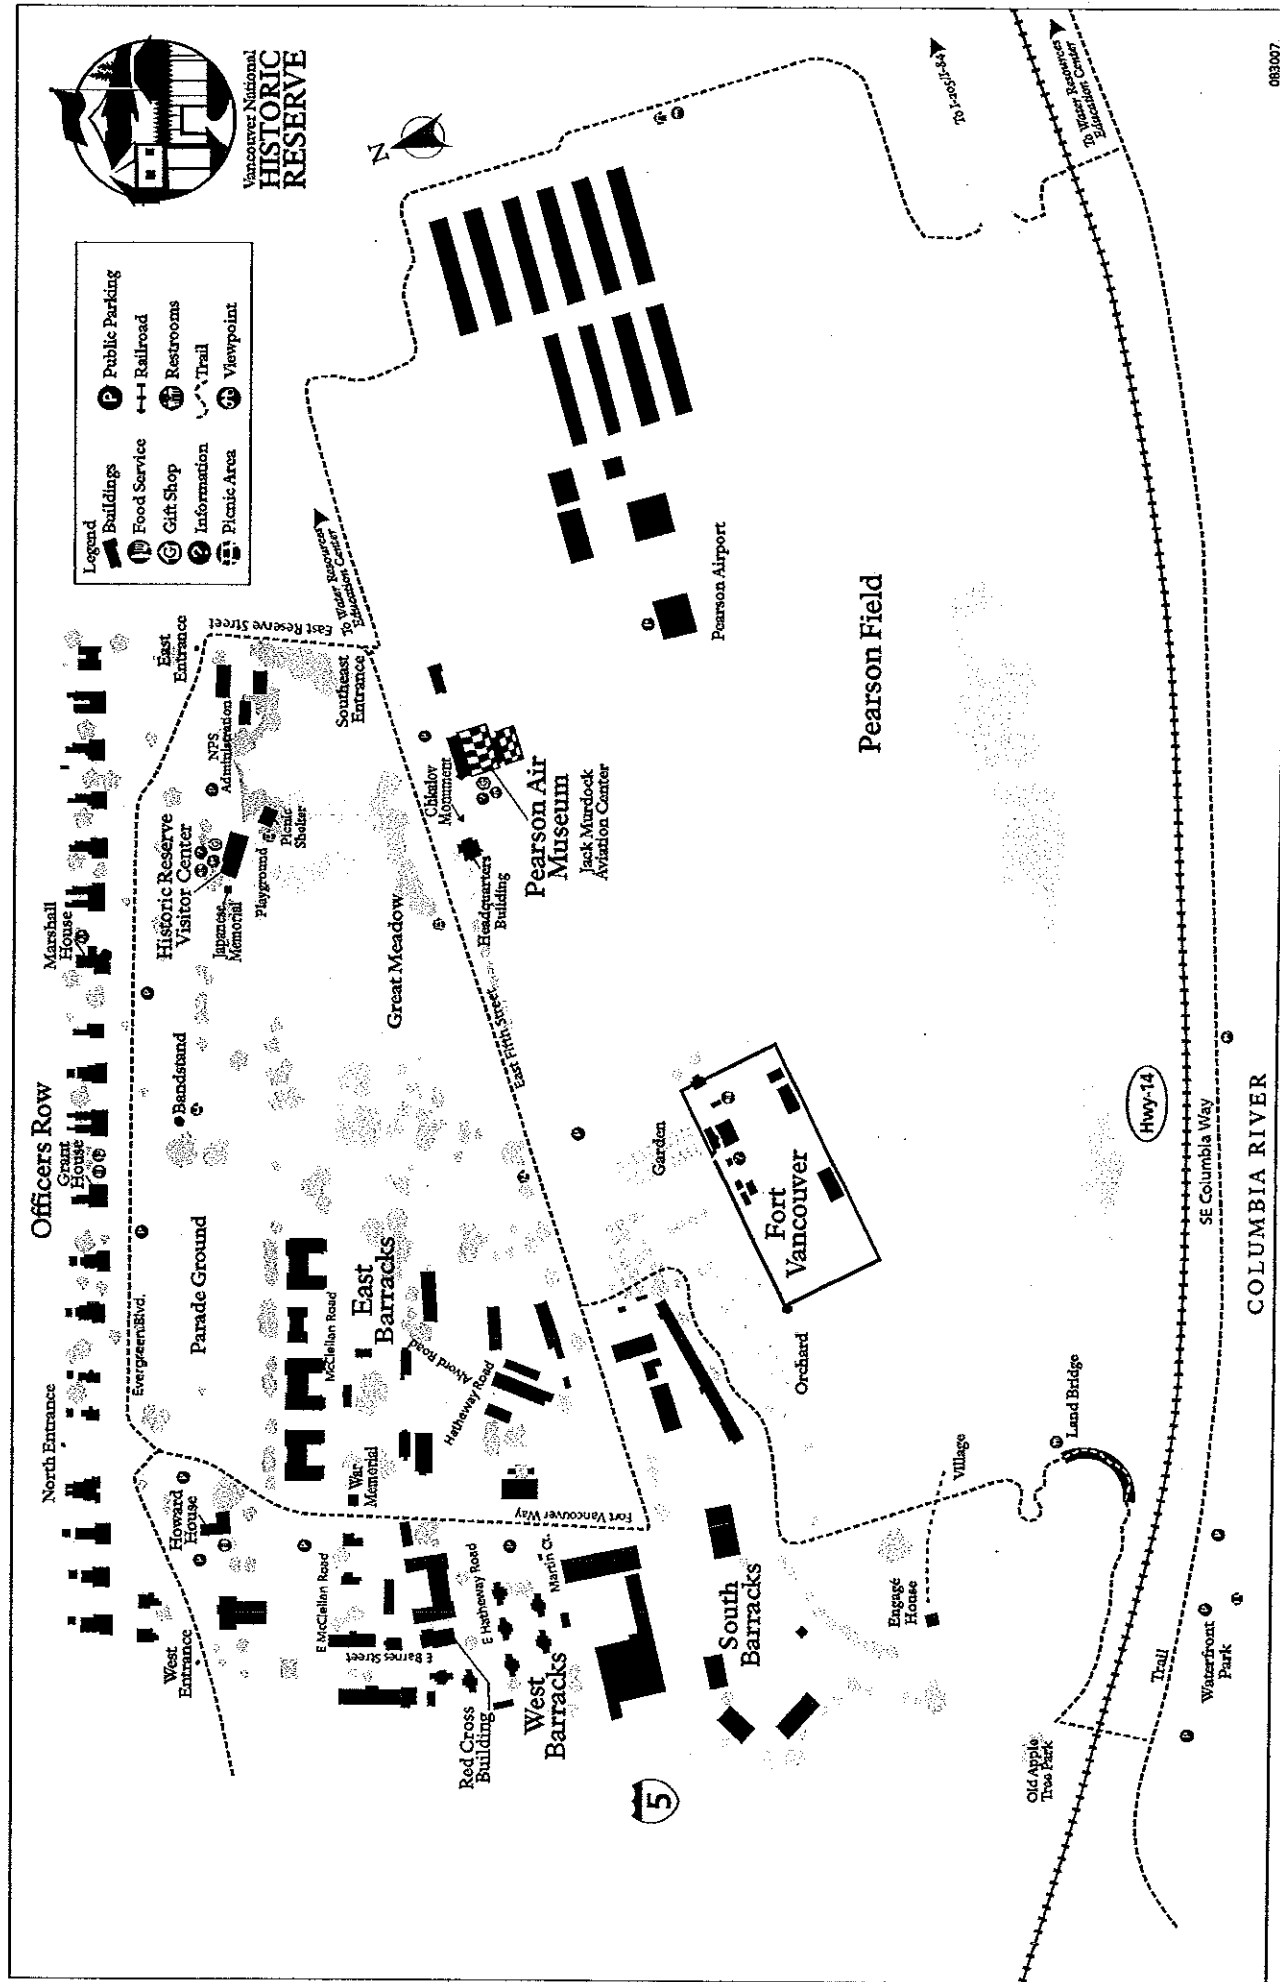 Vancouver National
HISTORIC
RESERVE
N
Legend
Buildings
Food Service
Gift Shop
Information
Picnic Area
P
Public Parking
Railroad
Restrooms
Trail
Viewpoint
Officers Row
North Entrance
Grant
House
Marshall
House
Evergreen Blvd.
West
Entrance
Howard
House
Parade Ground
Bandstand
Historic Reserve
Visitor Center
Japanese
Memorial
Playground
Picnic
Shelter
NPS
Administration
East
Entrance
East Reserve Street
Southeast
Entrance
To Water Resources
Education Center
E McClellan Road
McClellan Road
War
Memorial
East
Barracks
Alvord Road
Hathaway Road
E Barnes Street
E Hatheway Road
Red Cross
Building
West
Barracks
Martin Ct.
Fort Vancouver Way
Great Meadow
East Fifth Street
Chkalov
Monument
Headquarters
Building
Pearson Air
Museum
Jack Murdock
Aviation Center
Pearson Airport
Pearson Field
5
South
Barracks
Garden
Fort
Vancouver
Orchard
Village
Engagé
House
Land Bridge
Old Apple
Tree Park
Trail
Waterfront
Park
Hwy-14
SE Columbia Way
COLUMBIA RIVER
To I-205/I-84
To Water Resources
Education Center
083007